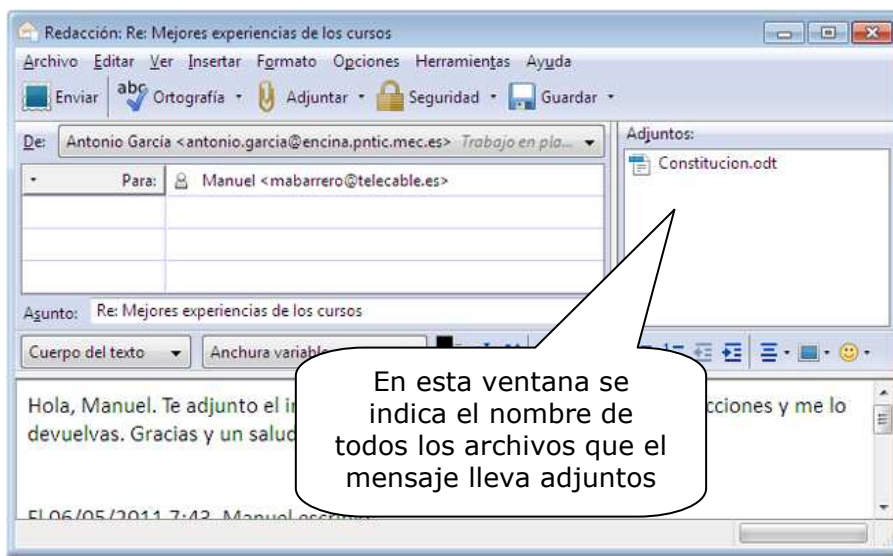 Redacción: Re: Mejores experiencias de los cursos
Archivo Editar Ver Insertar Formato Opciones Herramientas Ayuda
Enviar abc Ortografía Adjuntar Seguridad Guardar
De: Antonio García <antonio.garcia@encina.pntic.mec.es> Trabajo en pla...
Adjuntos:
Constitucion.odt
Para: Manuel <mabarrero@telecable.es>
Asunto: Re: Mejores experiencias de los cursos
Cuerpo del texto Anchura variable
En esta ventana se
indica el nombre de
todos los archivos que el
mensaje lleva adjuntos
Hola, Manuel. Te adjunto el cciones y me lo
devuelvas. Gracias y un
El 06/05/2011 7:43, Manuel